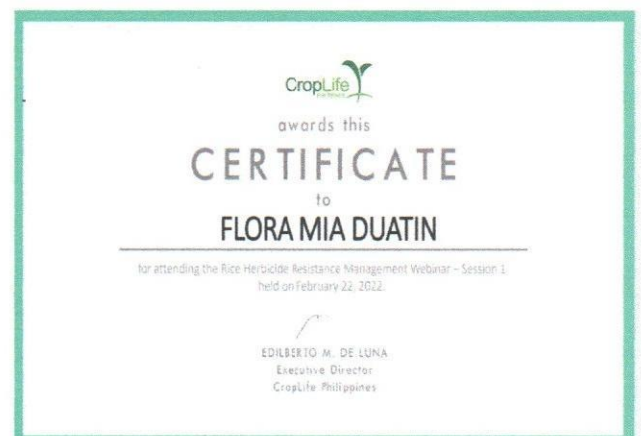 CropLife
awards this
CERTIFICATE
to
FLORA MIA DUATIN
for attending the Rice Herbicide Resistance Management Webinar – Session 1
held on February 22, 2022.
EDILBERTO M. DE LUNA
Executive Director
CropLife Philippines